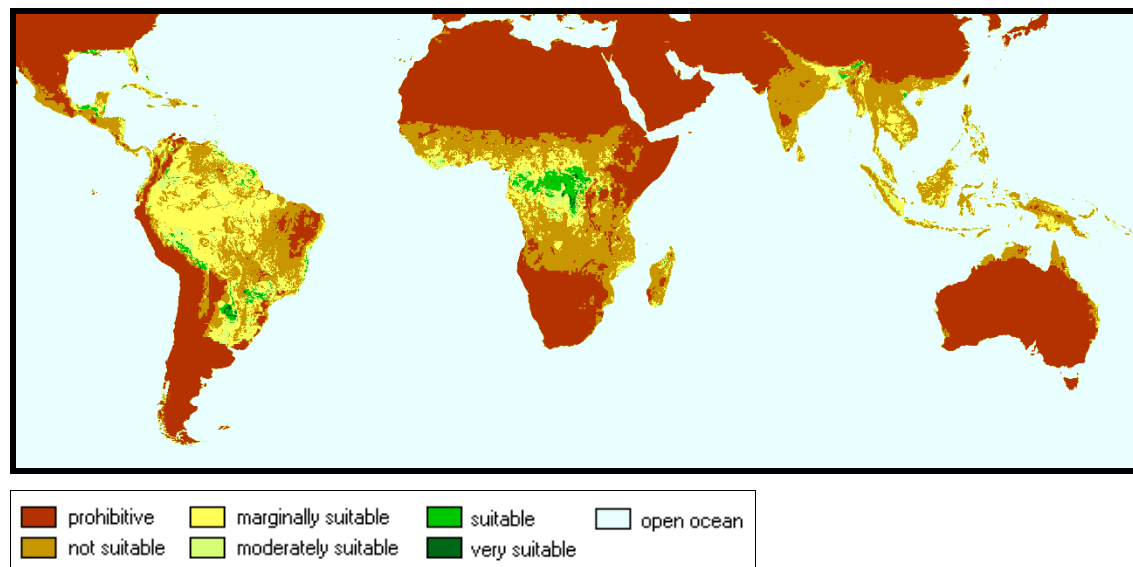 prohibitive marginally suitable suitable open ocean
not suitable moderately suitable very suitable